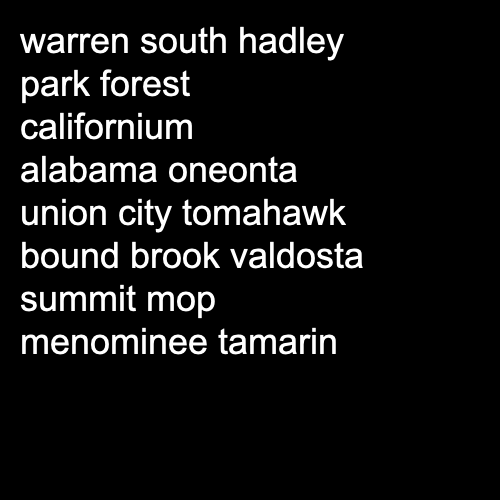 warren south hadley
park forest
californium
alabama oneonta
union city tomahawk
bound brook valdosta
summit mop
menominee tamarin